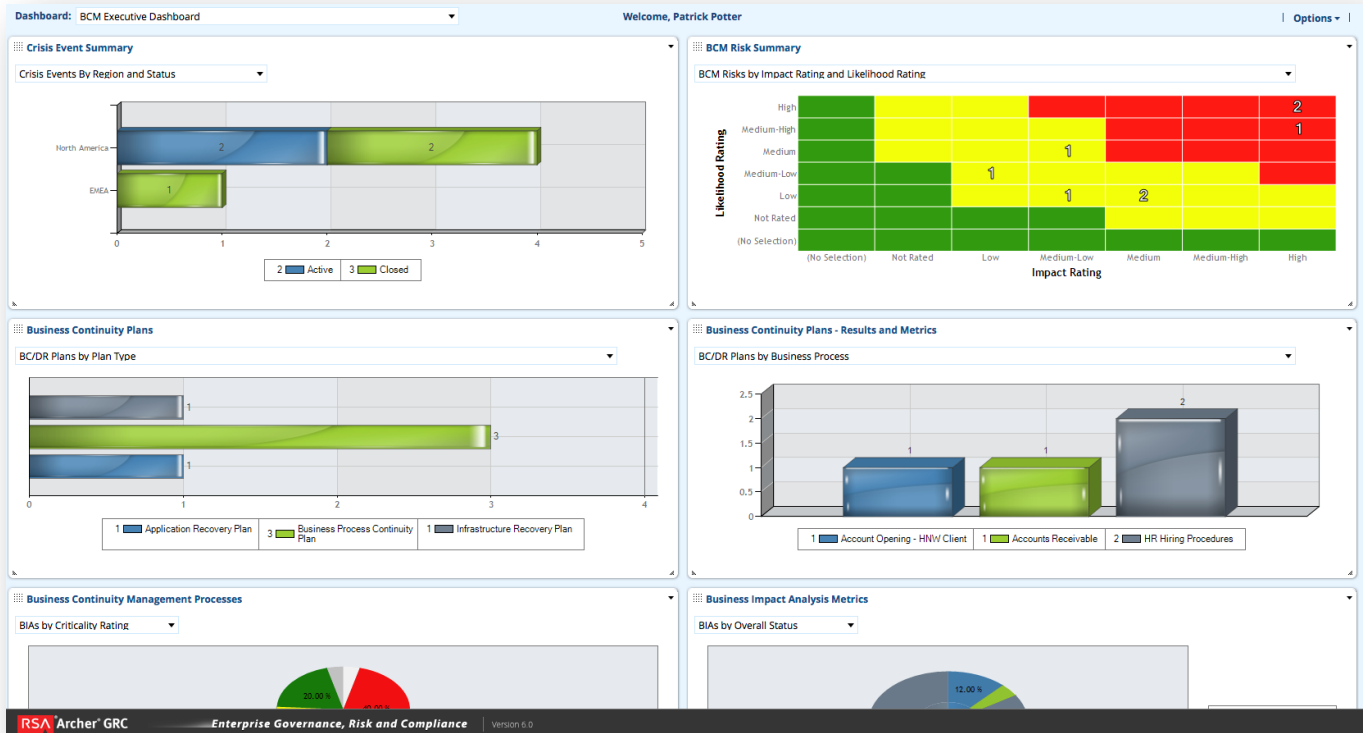 Dashboard: BCM Executive Dashboard
Welcome, Patrick Potter
Options
Crisis Event Summary
Crisis Events By Region and Status
North America
2
2
EMEA
1
0 1 2 3 4 5
2 Active 3 Closed
BCM Risk Summary
BCM Risks by Impact Rating and Likelihood Rating
Likelihood Rating
High 2
Medium-High 1
Medium 1
Medium-Low 1
Low 1 2
Not Rated
(No Selection)
(No Selection) Not Rated Low Medium-Low Medium Medium-High High
Impact Rating
Business Continuity Plans
BC/DR Plans by Plan Type
1
3
1
0 1 2 3 4
1 Application Recovery Plan 3 Business Process Continuity Plan 1 Infrastructure Recovery Plan
Business Continuity Plans - Results and Metrics
BC/DR Plans by Business Process
2.5
2
1.5
1
0.5
0
1 1 2
1 Account Opening - HNW Client 1 Accounts Receivable 2 HR Hiring Procedures
Business Continuity Management Processes
BIAs by Criticality Rating
20.00 %
Business Impact Analysis Metrics
BIAs by Overall Status
12.00 %
RSA Archer® GRC Enterprise Governance, Risk and Compliance Version 6.0